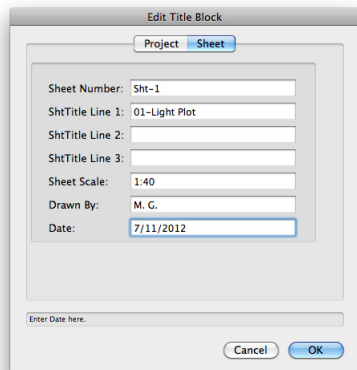 Edit Title Block
Project Sheet
Sheet Number: Sht-1
ShtTitle Line 1: 01-Light Plot
ShtTitle Line 2:
ShtTitle Line 3:
Sheet Scale: 1:40
Drawn By: M. G.
Date: 7/11/2012
Enter Date here.
Cancel OK